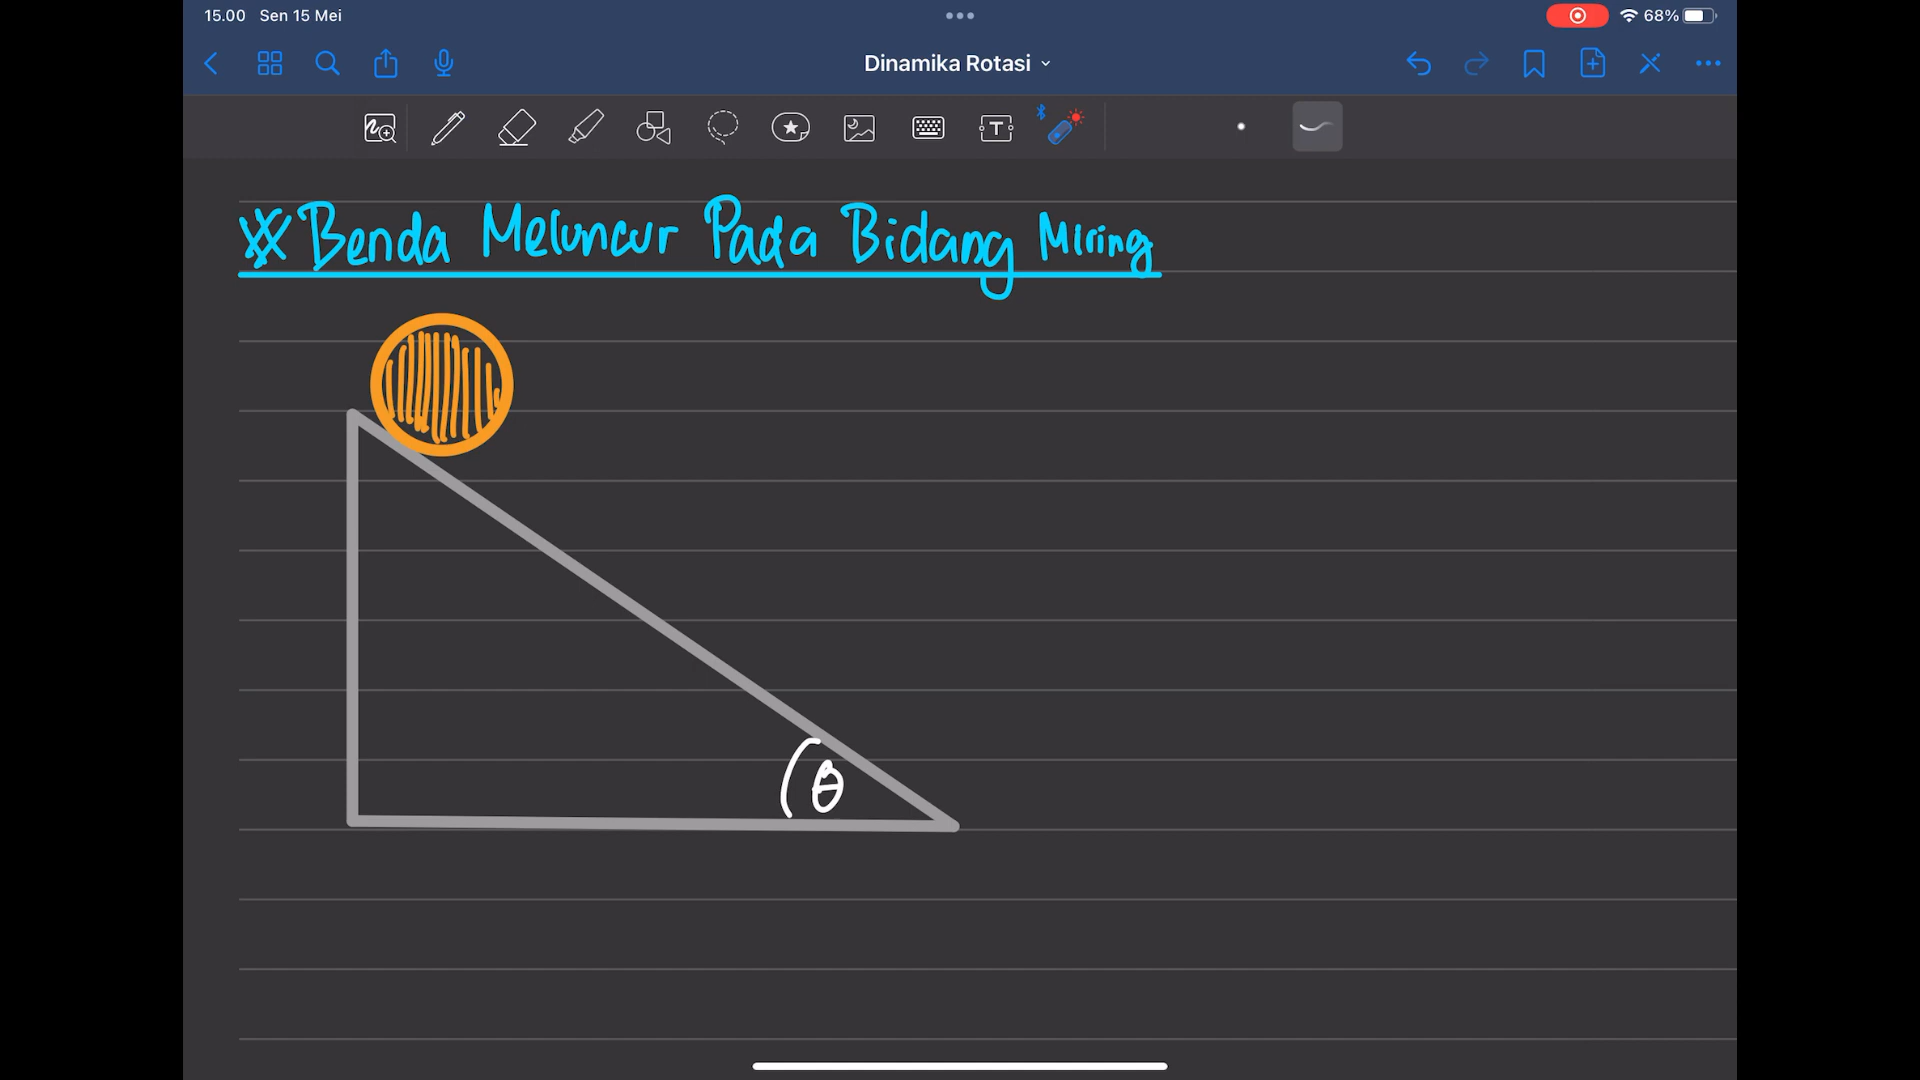 15.00 Sen 15 Mei
68%
Dinamika Rotasi
T
Benda Meluncur Pada Bidang Miring
θ